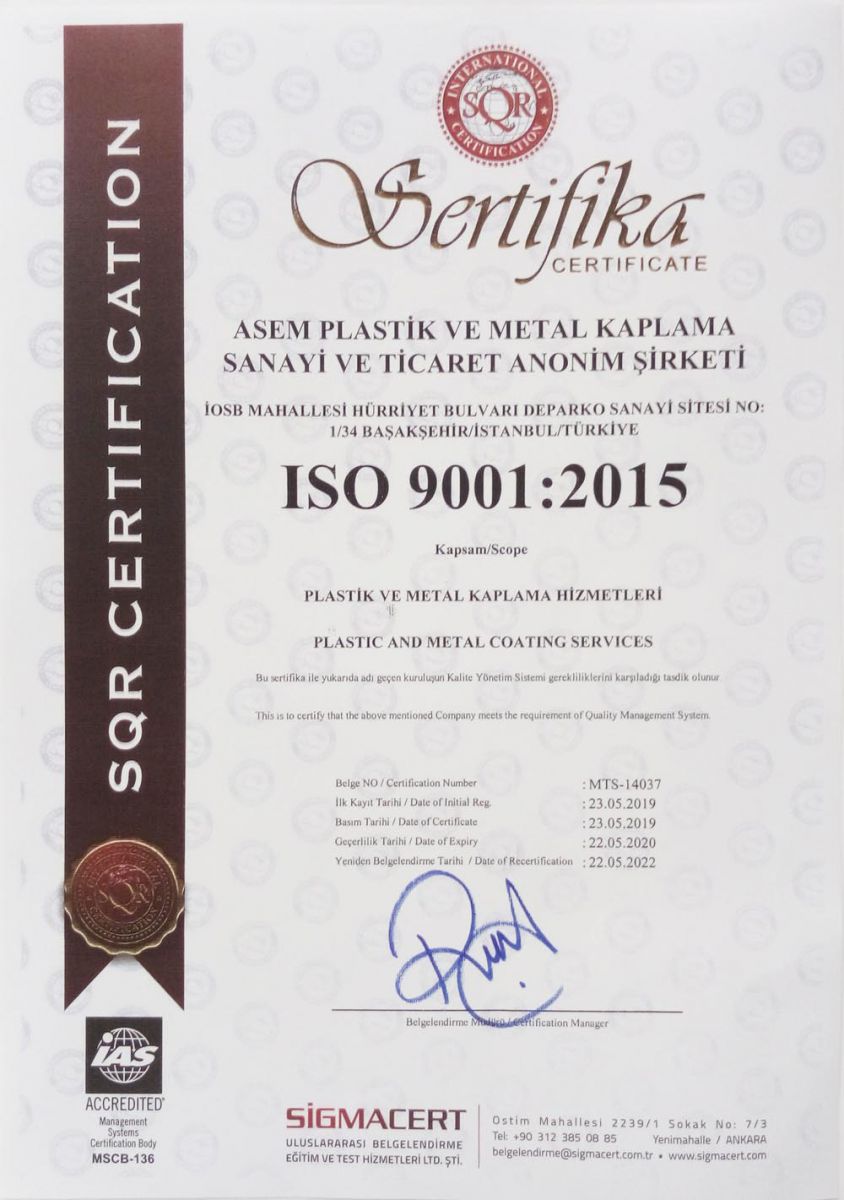 INTERNATIONAL
SQR
CERTIFICATION
Sertifika
CERTIFICATE
SQR CERTIFICATION
ASEM PLASTİK VE METAL KAPLAMA
SANAYİ VE TİCARET ANONİM ŞİRKETİ
İOSB MAHALLESİ HÜRRİYET BULVARI DEPARKO SANAYİ SİTESİ NO:
1/34 BAŞAKŞEHİR/İSTANBUL/TÜRKİYE
ISO 9001:2015
Kapsam/Scope
PLASTİK VE METAL KAPLAMA HİZMETLERİ
PLASTIC AND METAL COATING SERVICES
Bu sertifika ile yukarıda adı geçen kuruluşun Kalite Yönetim Sistemi gerekliliklerini karşıladığı tasdik olunur
This is to certify that the above mentioned Company meets the requirement of Quality Management System.
Belge NO / Certification Number : MTS-14037
İlk Kayıt Tarihi / Date of Initial Reg. : 23.05.2019
Basım Tarihi / Date of Certificate : 23.05.2019
Geçerlilik Tarihi / Date of Expiry : 22.05.2020
Yeniden Belgelendirme Tarihi / Date of Recertification : 22.05.2022
SQR
CERTIFICATION
Belgelendirme Müdürü / Certification Manager
IAS
ACCREDITED
Management
Systems
Certification Body
MSCB-136
SİGMACERT
ULUSLARARASI BELGELENDİRME
EĞİTİM VE TEST HİZMETLERİ LTD. ŞTİ.
Ostim Mahallesi 2239/1 Sokak No: 7/3
Tel: +90 312 385 08 85 Yenimahalle / ANKARA
belgelendirme@sigmacert.com.tr • www.sigmacert.com